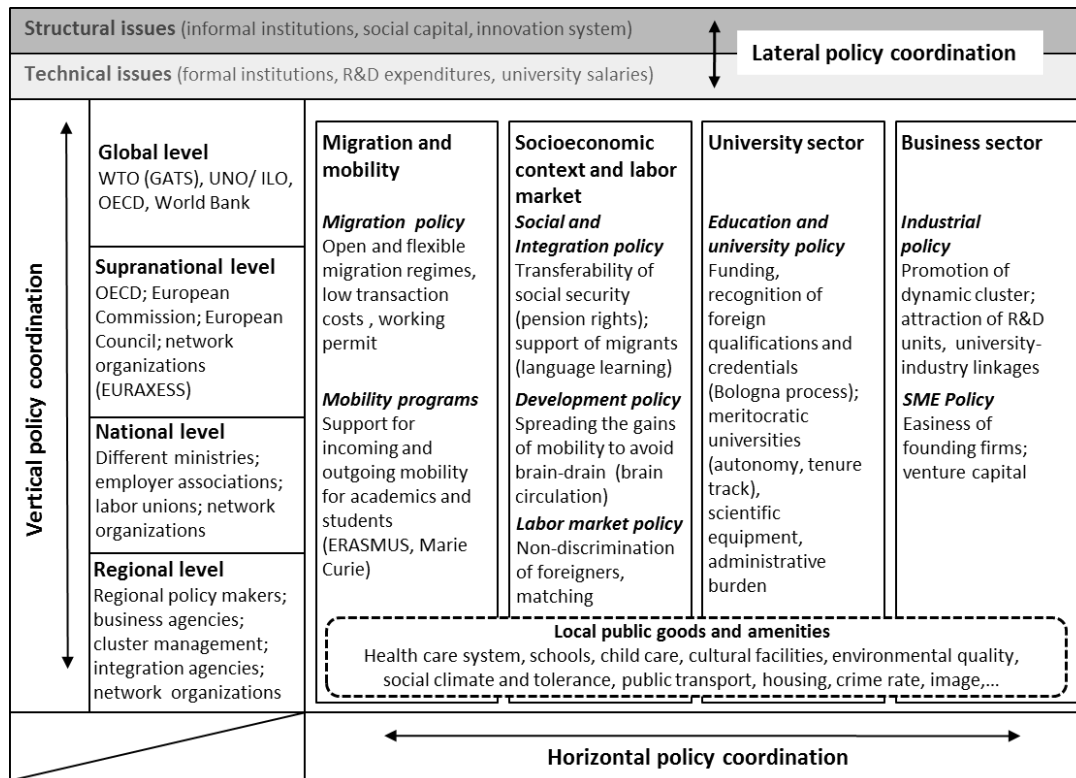 Structural issues (informal institutions, social capital, innovation system)
Lateral policy coordination
Technical issues (formal institutions, R&D expenditures, university salaries)
Vertical policy coordination
Global level
WTO (GATS), UNO/ ILO,
OECD, World Bank
Supranational level
OECD; European
Commission; European
Council; network
organizations
(EURAXESS)
National level
Different ministries;
employer associations;
labor unions; network
organizations
Regional level
Regional policy makers;
business agencies;
cluster management;
integration agencies;
network organizations
Migration and
mobility
Migration policy
Open and flexible
migration regimes,
low transaction
costs , working
permit
Mobility programs
Support for
incoming and
outgoing mobility
for academics and
students
(ERASMUS, Marie
Curie)
Socioeconomic
context and labor
market
Social and
Integration policy
Transferability of
social security
(pension rights);
support of migrants
(language learning)
Development policy
Spreading the gains
of mobility to avoid
brain-drain (brain
circulation)
Labor market policy
Non-discrimination
of foreigners,
matching
University sector
Education and
university policy
Funding,
recognition of
foreign
qualifications and
credentials
(Bologna process);
meritocratic
universities
(autonomy, tenure
track),
scientific
equipment,
administrative
burden
Business sector
Industrial
policy
Promotion of
dynamic cluster;
attraction of R&D
units, university-
industry linkages
SME Policy
Easiness of
founding firms;
venture capital
Local public goods and amenities
Health care system, schools, child care, cultural facilities, environmental quality,
social climate and tolerance, public transport, housing, crime rate, image,...
Horizontal policy coordination